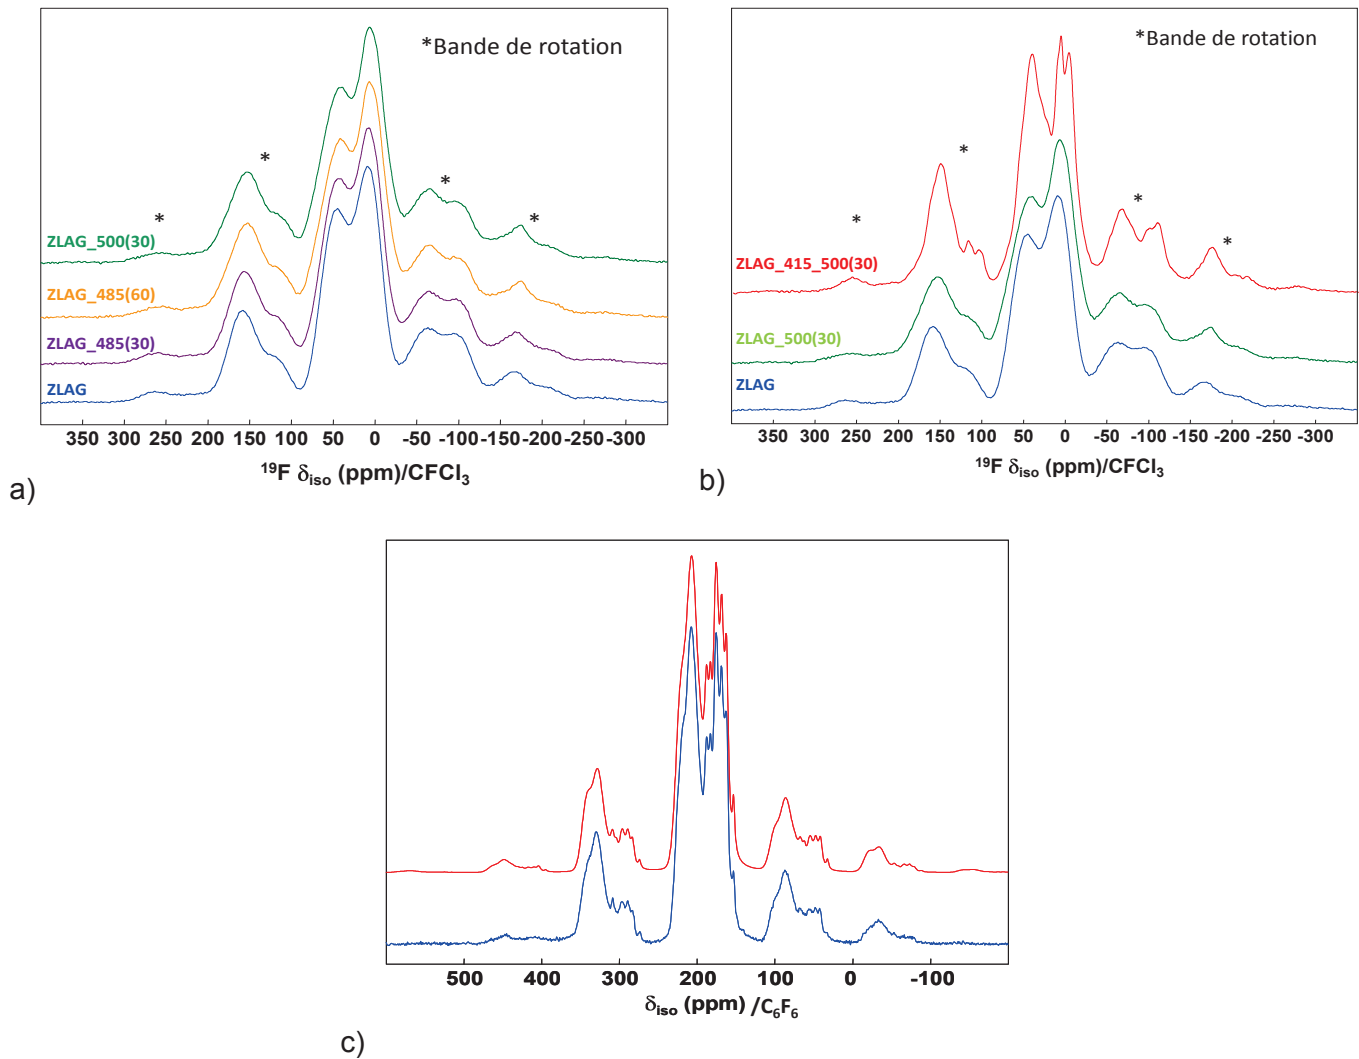 *Bande de rotation
*
*
*
*
ZLAG_500(30)
ZLAG_485(60)
ZLAG_485(30)
ZLAG
350 300 250 200 150 100 50 0 -50 -100 -150 -200 -250 -300
¹⁹F δiso (ppm)/CFCl₃
a)
*Bande de rotation
*
*
*
*
ZLAG_415_500(30)
ZLAG_500(30)
ZLAG
350 300 250 200 150 100 50 0 -50 -100 -150 -200 -250 -300
¹⁹F δiso (ppm)/CFCl₃
b)
500 400 300 200 100 0 -100
δiso (ppm) /C₆F₆
c)